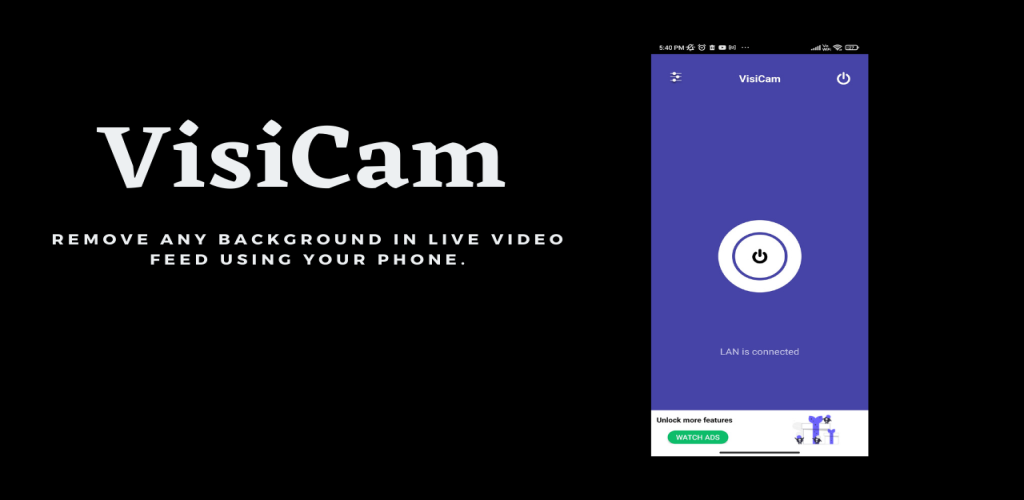 VisiCam
REMOVE ANY BACKGROUND IN LIVE VIDEO
FEED USING YOUR PHONE.
5:40 PM
VisiCam
LAN is connected
Unlock more features
WATCH ADS